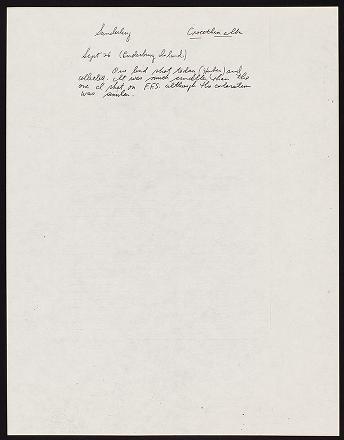 Sanderling Crocethia alba
Sept 26 (Enderbury Island)
One bird shot today (Huber) and
collected. It was much smaller than the
one I shot on FFS. although the coloration
was similar.